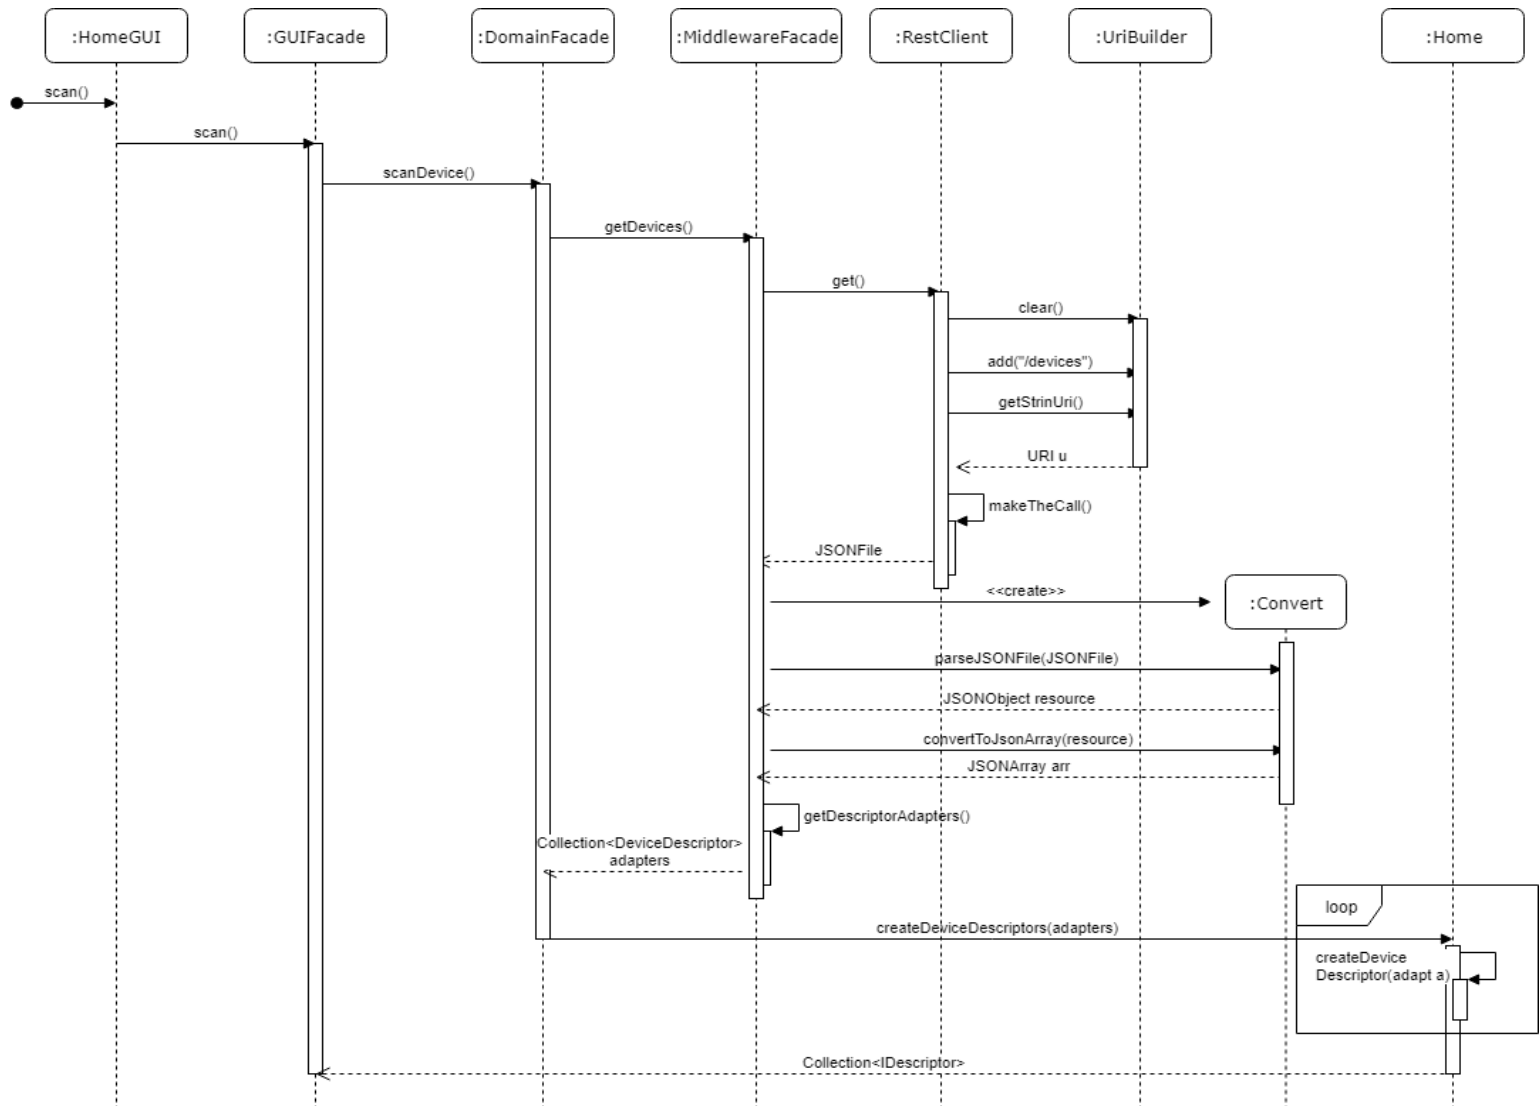 :HomeGUI
:GUIFacade
:DomainFacade
:MiddlewareFacade
:RestClient
:UriBuilder
:Home
scan()
scan()
scanDevice()
getDevices()
get()
clear()
add("/devices")
getStrinUri()
URI u
makeTheCall()
JSONFile
<<create>>
:Convert
parseJSONFile(JSONFile)
JSONObject resource
convertToJsonArray(resource)
JSONArray arr
getDescriptorAdapters()
Collection<DeviceDescriptor>
adapters
loop
createDeviceDescriptors(adapters)
createDevice
Descriptor(adapt a)
Collection<IDescriptor>